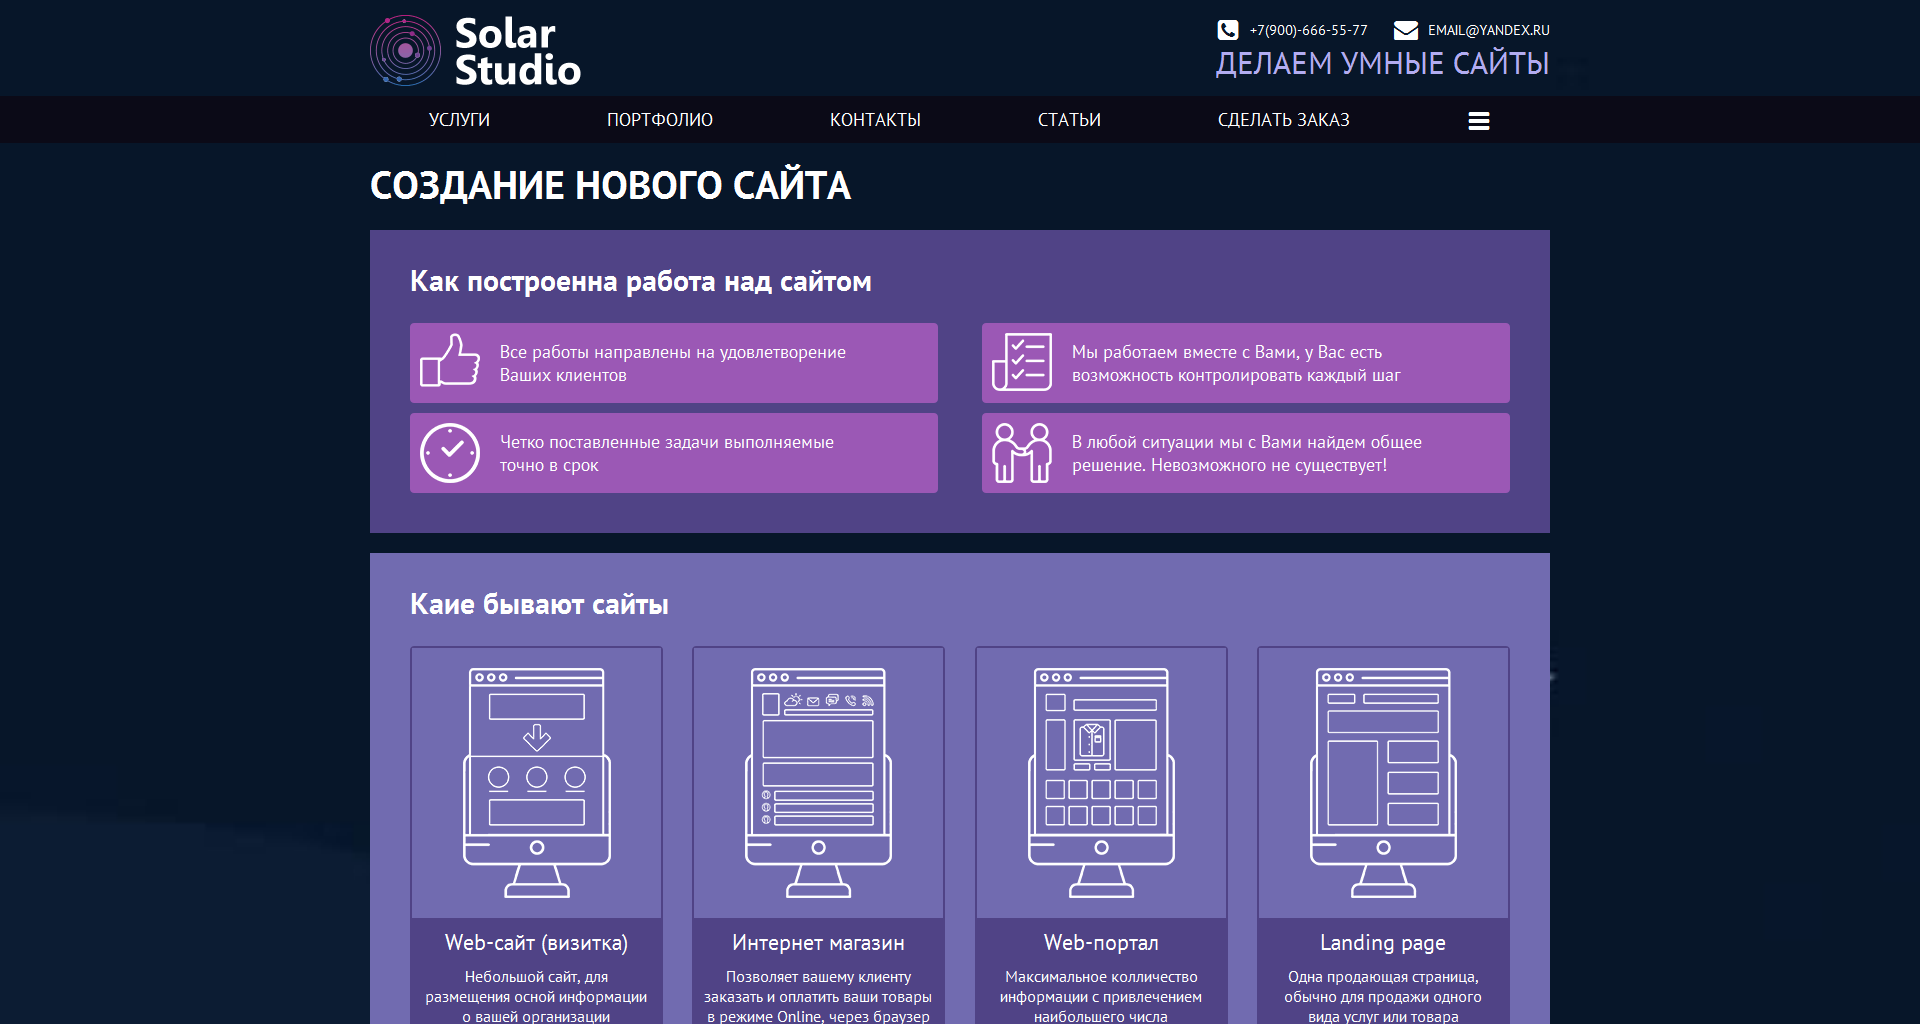 Solar
Studio
+7(900)-666-55-77
EMAIL@YANDEX.RU
ДЕЛАЕМ УМНЫЕ САЙТЫ
УСЛУГИ
ПОРТФОЛИО
КОНТАКТЫ
СТАТЬИ
СДЕЛАТЬ ЗАКАЗ
СОЗДАНИЕ НОВОГО САЙТА
Как построенна работа над сайтом
Все работы направлены на удовлетворение
Ваших клиентов
Мы работаем вместе с Вами, у Вас есть
возможность контролировать каждый шаг
Четко поставленные задачи выполняемые
точно в срок
В любой ситуации мы с Вами найдем общее
решение. Невозможного не существует!
Каие бывают сайты
Web-сайт (визитка)
Небольшой сайт, для
размещения осной информации
о вашей организации
Интернет магазин
Позволяет вашему клиенту
заказать и оплатить ваши товары
в режиме Online, через браузер
Web-портал
Максимальное колличество
информации с привлечением
наибольшего числа
Landing page
Одна продающая страница,
обычно для продажи одного
вида услуг или товара